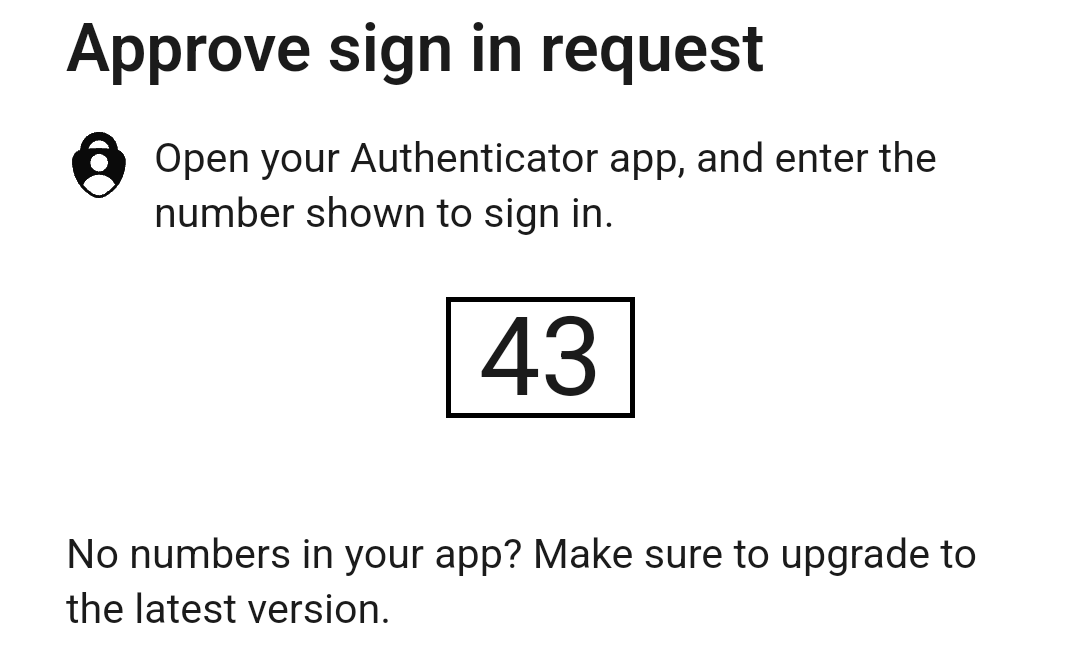 Approve sign in request
Open your Authenticator app, and enter the
number shown to sign in.
43
No numbers in your app? Make sure to upgrade to
the latest version.